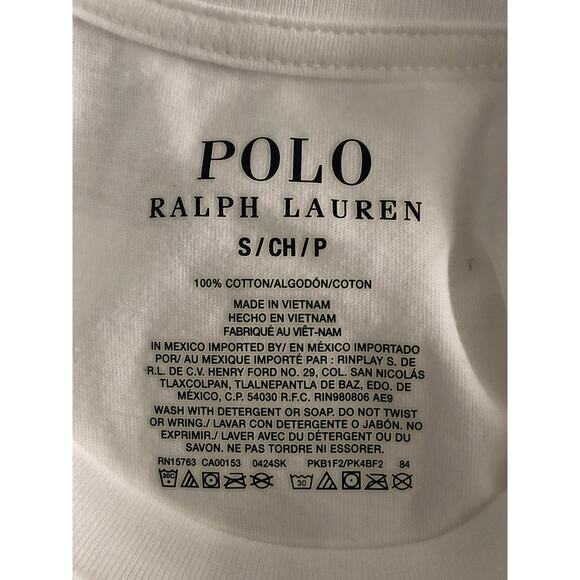 POLO
RALPH LAUREN
S/CH/P
100% COTTON/ALGODÓN/COTON
MADE IN VIETNAM
HECHO EN VIETNAM
FABRIQUÉ AU VIÊT-NAM
IN MEXICO IMPORTED BY/ EN MÉXICO IMPORTADO
POR/ AU MEXIQUE IMPORTÉ PAR : RINPLAY S. DE
R.L. DE C.V. HENRY FORD NO. 29, COL. SAN NICOLÁS
TLAXCOLPAN, TLALNEPANTLA DE BAZ, EDO. DE
MÉXICO, C.P. 54030 R.F.C. RIN980806 AE9
WASH WITH DETERGENT OR SOAP. DO NOT TWIST
OR WRING./ LAVAR CON DETERGENTE O JABÓN. NO
EXPRIMIR./ LAVER AVEC DU DÉTERGENT OU DU
SAVON. NE PAS TORDRE NI ESSORER.
RN15763 CA00153 0424SK PKB1F2/PK4BF2 84
30